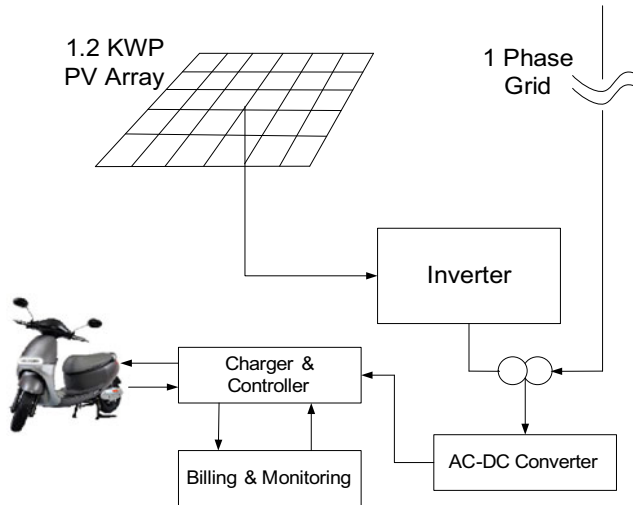 1.2 KWP
PV Array
1 Phase
Grid
Inverter
Charger &
Controller
AC-DC Converter
Billing & Monitoring